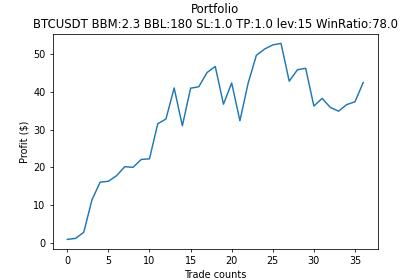 Portfolio
BTCUSDT BBM:2.3 BBL:180 SL:1.0 TP:1.0 lev:15 WinRatio:78.0
50
40
30
20
10
0
Profit ($)
0 5 10 15 20 25 30 35
Trade counts